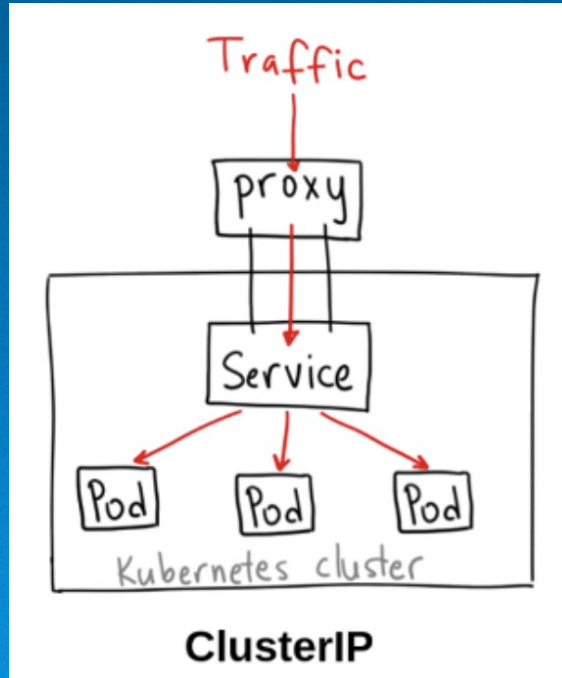 Traffic
proxy
Service
Pod Pod Pod
Kubernetes cluster
ClusterIP